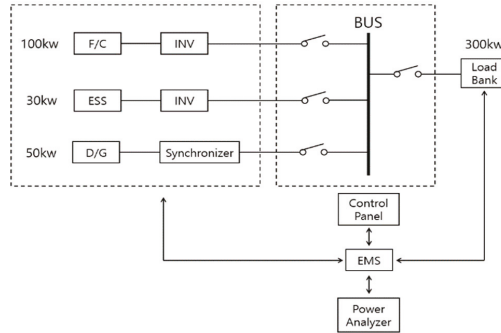 BUS
100kw F/C INV 300kw
Load
Bank
30kw ESS INV
50kw D/G Synchronizer
Control
Panel
EMS
Power
Analyzer